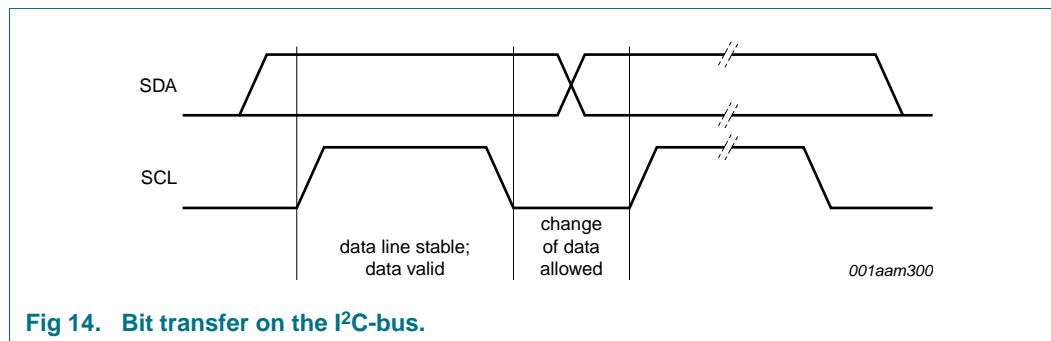 SDA
SCL
data line stable;
data valid
change
of data
allowed
001aam300
Fig 14. Bit transfer on the I²C-bus.